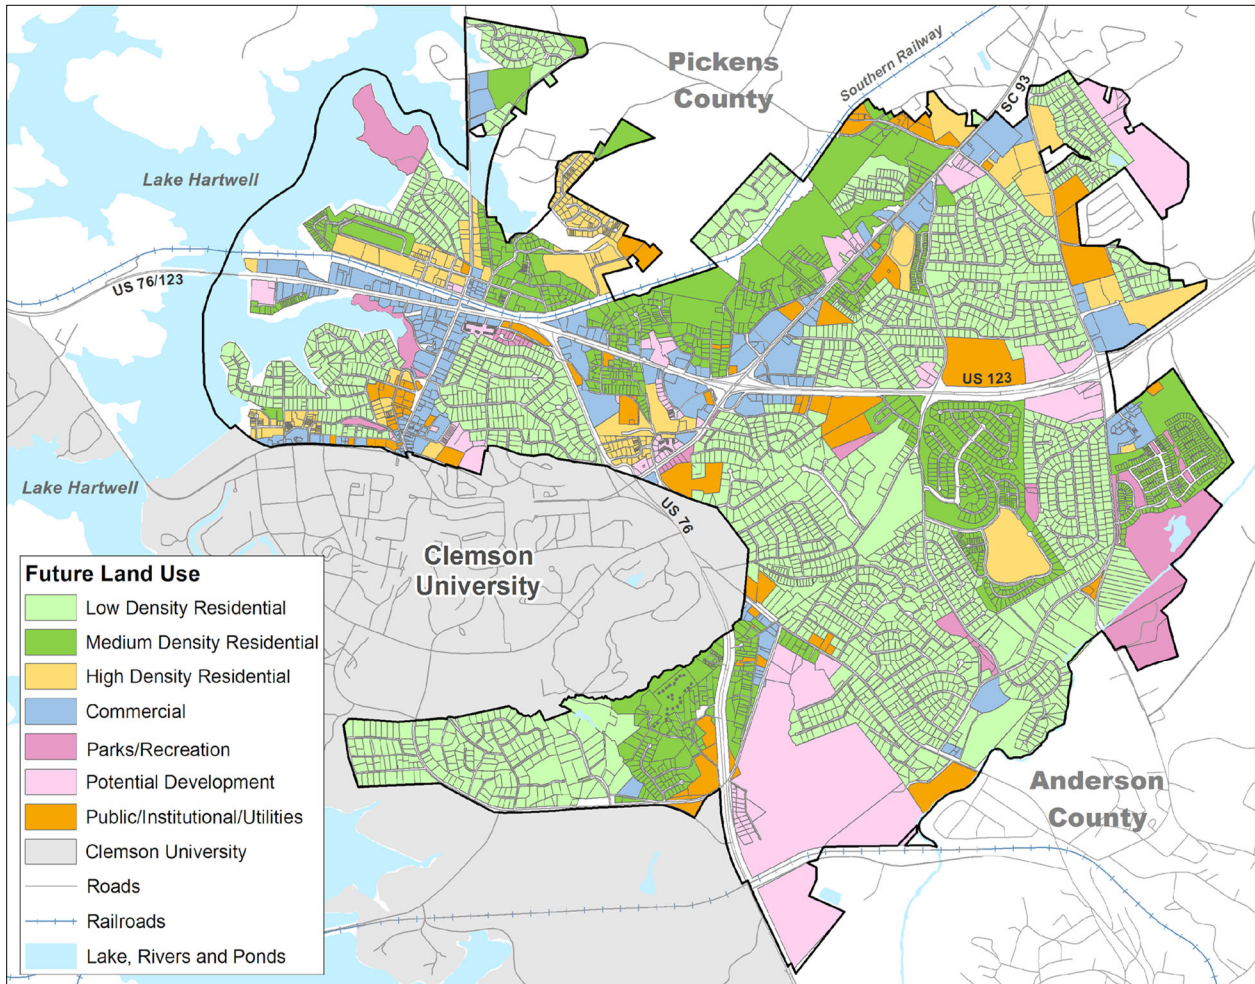 Pickens
County
Southern Railway
SC 93
Lake Hartwell
US 76/123
US 123
Lake Hartwell
US 76
Clemson
University
Anderson
County
Future Land Use
Low Density Residential
Medium Density Residential
High Density Residential
Commercial
Parks/Recreation
Potential Development
Public/Institutional/Utilities
Clemson University
Roads
Railroads
Lake, Rivers and Ponds